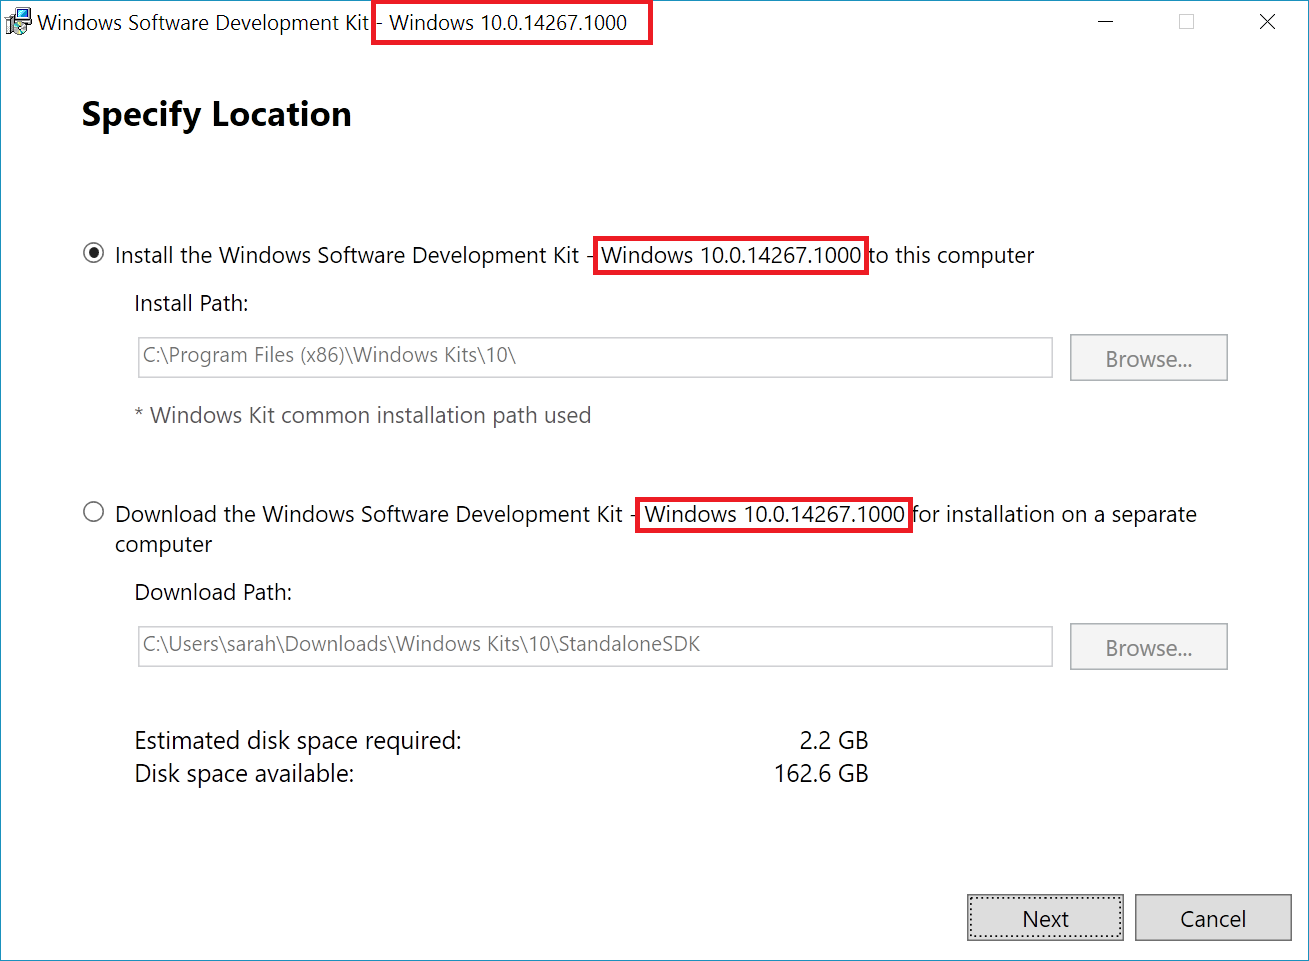 Windows Software Development Kit - Windows 10.0.14267.1000
Specify Location
Install the Windows Software Development Kit - Windows 10.0.14267.1000 to this computer
Install Path:
C:\Program Files (x86)\Windows Kits\10\
Browse...
* Windows Kit common installation path used
Download the Windows Software Development Kit - Windows 10.0.14267.1000 for installation on a separate
computer
Download Path:
C:\Users\sarah\Downloads\Windows Kits\10\StandaloneSDK
Browse...
Estimated disk space required: 2.2 GB
Disk space available: 162.6 GB
Next Cancel